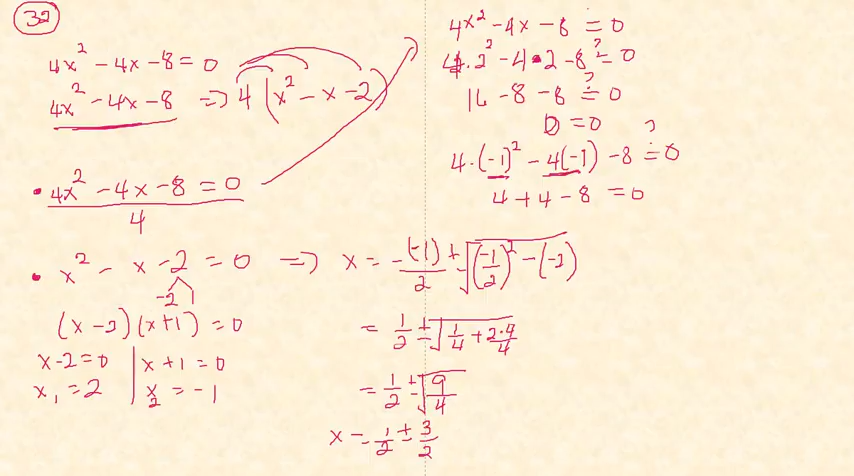 32
4x² - 4x - 8 = 0
4x² - 4x - 8 => 4(x² - x - 2)
• 4x² - 4x - 8 = 0
4
• x² - x - 2 = 0 => x = -(-1)/2 ± √((-1/2)² - (-2))
-2 1
(x - 2)(x + 1) = 0
x - 2 = 0 | x + 1 = 0
x₁ = 2 | x₂ = -1
= 1/2 ± √(1/4 + 2·4/4)
= 1/2 ± √(9/4)
x = 1/2 ± 3/2
4x² - 4x - 8 = 0
4·2² - 4·2 - 8 ?= 0
16 - 8 - 8 ?= 0
0 = 0
4·(-1)² - 4(-1) - 8 ?= 0
4 + 4 - 8 = 0